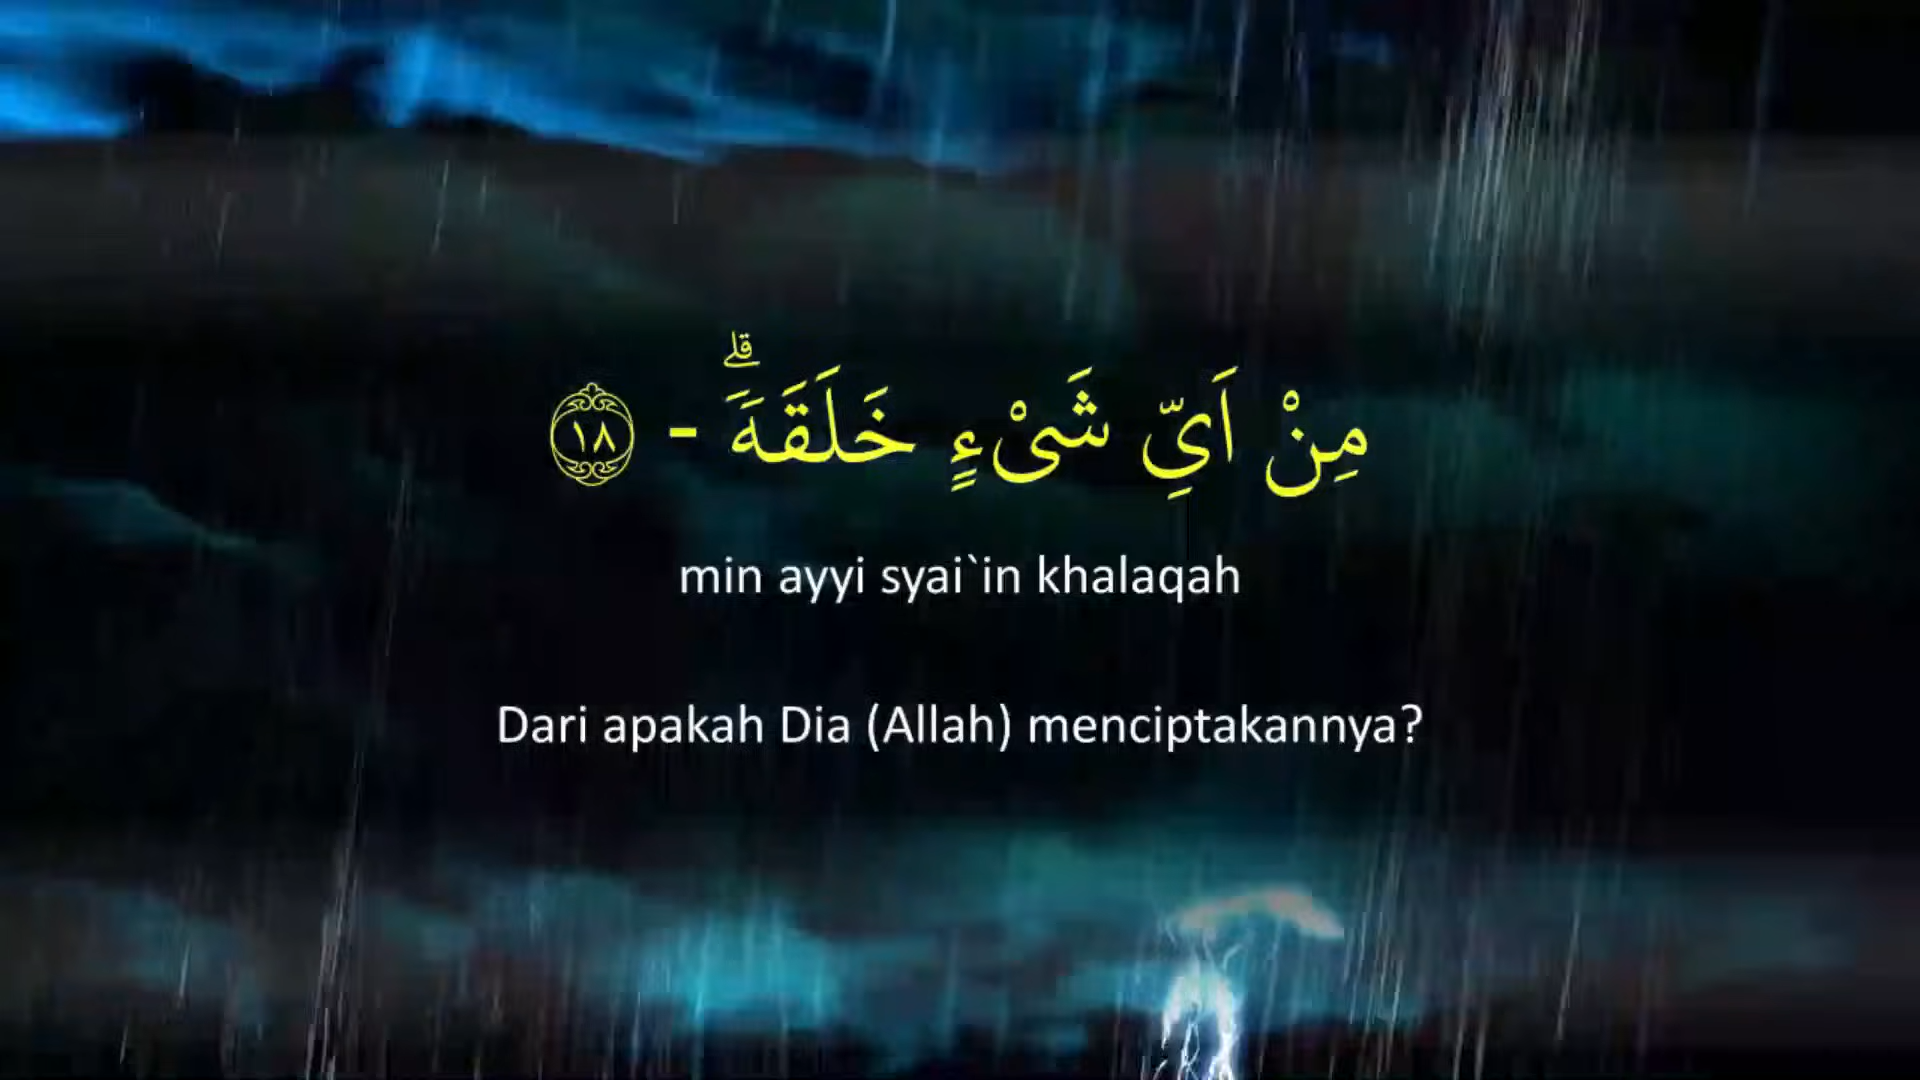 مِنْ اَيِّ شَيْءٍ خَلَقَهَۗ - ١٨
min ayyi syai`in khalaqah
Dari apakah Dia (Allah) menciptakannya?